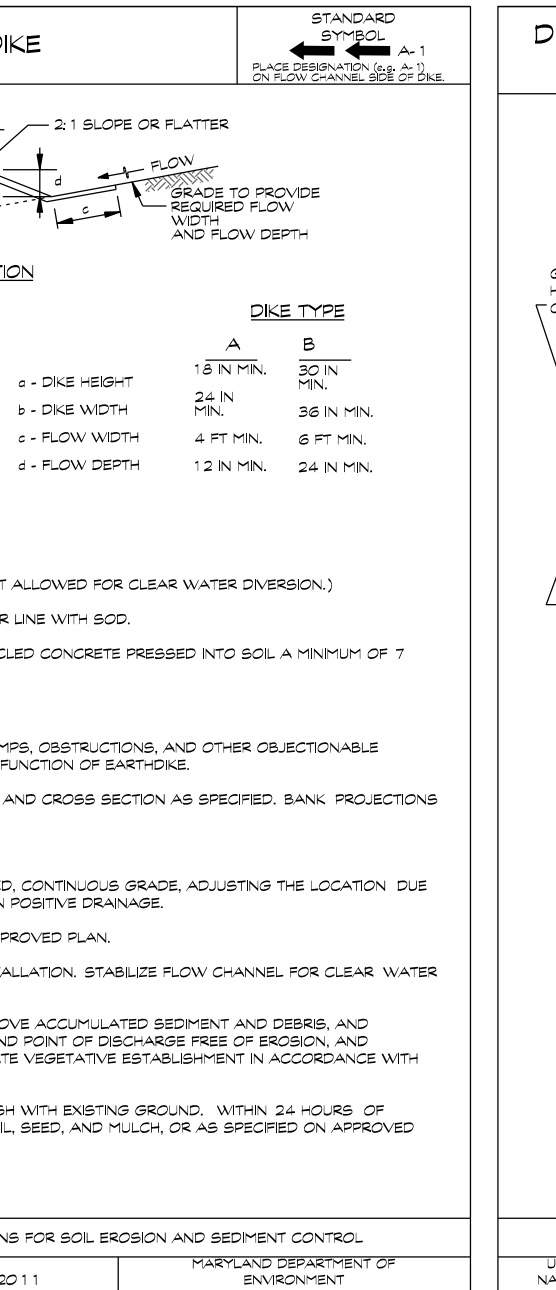 DIKE
STANDARD
SYMBOL
A-1
PLACE DESIGNATION (e.g. A-1)
ON FLOW CHANNEL SIDE OF DIKE.
2:1 SLOPE OR FLATTER
FLOW
d
c
GRADE TO PROVIDE
REQUIRED FLOW
WIDTH
AND FLOW DEPTH
TION
DIKE TYPE
A B
a - DIKE HEIGHT 18 IN MIN. 30 IN MIN.
b - DIKE WIDTH 24 IN MIN. 36 IN MIN.
c - FLOW WIDTH 4 FT MIN. 6 FT MIN.
d - FLOW DEPTH 12 IN MIN. 24 IN MIN.
T ALLOWED FOR CLEAR WATER DIVERSION.)
R LINE WITH SOD.
CLED CONCRETE PRESSED INTO SOIL A MINIMUM OF 7
MPS, OBSTRUCTIONS, AND OTHER OBJECTIONABLE
FUNCTION OF EARTHDIKE.
AND CROSS SECTION AS SPECIFIED. BANK PROJECTIONS
ED, CONTINUOUS GRADE, ADJUSTING THE LOCATION DUE
N POSITIVE DRAINAGE.
PROVED PLAN.
TALLATION. STABILIZE FLOW CHANNEL FOR CLEAR WATER
OVE ACCUMULATED SEDIMENT AND DEBRIS, AND
ND POINT OF DISCHARGE FREE OF EROSION, AND
TE VEGETATIVE ESTABLISHMENT IN ACCORDANCE WITH
SH WITH EXISTING GROUND. WITHIN 24 HOURS OF
IL, SEED, AND MULCH, OR AS SPECIFIED ON APPROVED
NS FOR SOIL EROSION AND SEDIMENT CONTROL
2011
MARYLAND DEPARTMENT OF
ENVIRONMENT
D
U
NA